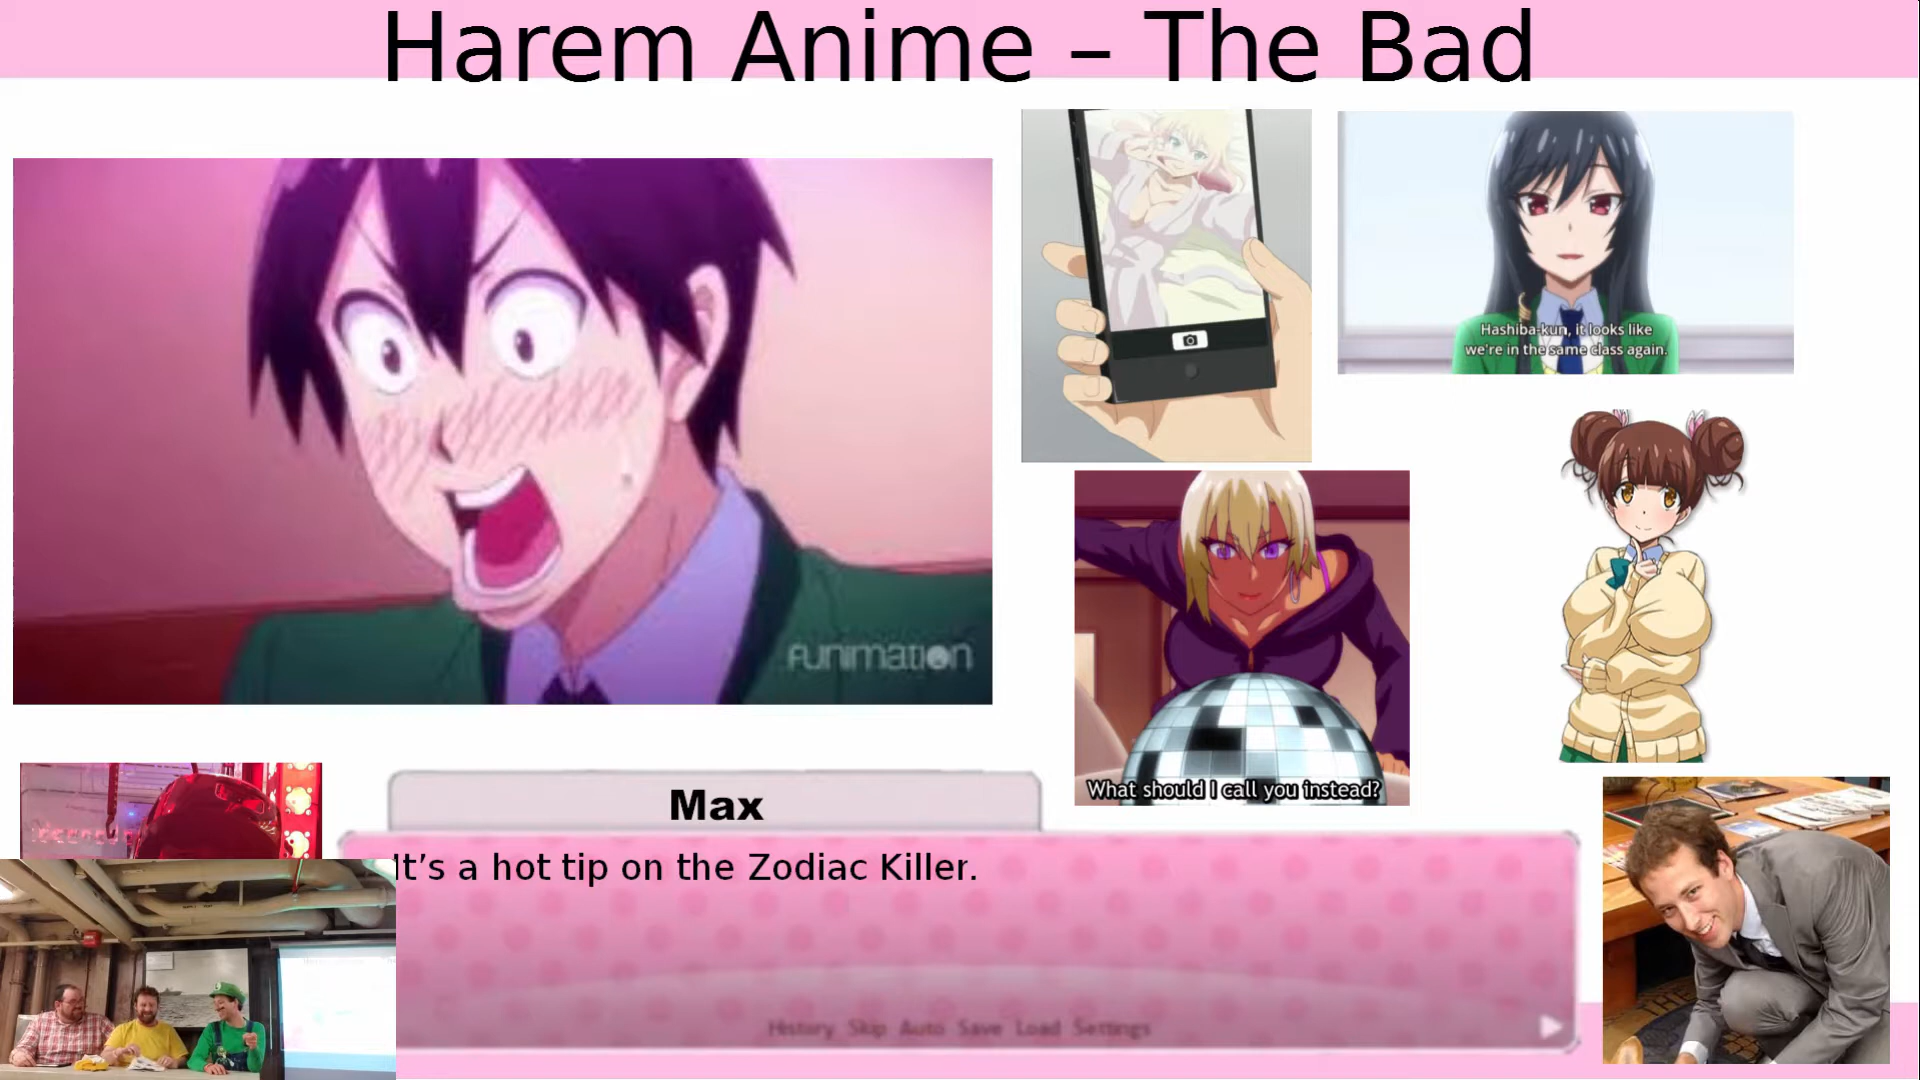 Harem Anime – The Bad
Hashiba-kun, it looks like
we're in the same class again.
FUNIMATION
What should I call you instead?
Max
It's a hot tip on the Zodiac Killer.
History Skip Auto Save Load Settings